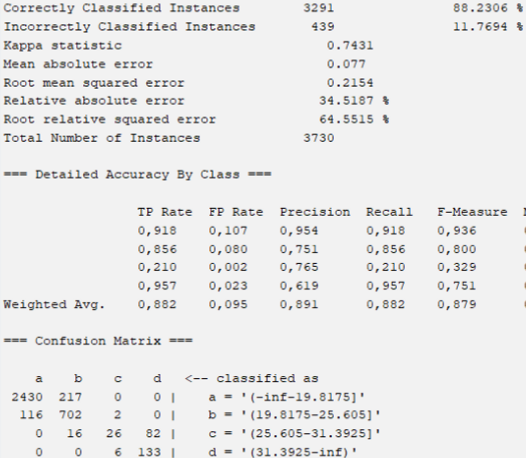 Correctly Classified Instances 3291 88.2306 %
Incorrectly Classified Instances 439 11.7694 %
Kappa statistic 0.7431
Mean absolute error 0.077
Root mean squared error 0.2154
Relative absolute error 34.5187 %
Root relative squared error 64.5515 %
Total Number of Instances 3730
=== Detailed Accuracy By Class ===
TP Rate FP Rate Precision Recall F-Measure
0,918 0,107 0,954 0,918 0,936
0,856 0,080 0,751 0,856 0,800
0,210 0,002 0,765 0,210 0,329
0,957 0,023 0,619 0,957 0,751
Weighted Avg. 0,882 0,095 0,891 0,882 0,879
=== Confusion Matrix ===
a b c d <-- classified as
2430 217 0 0 | a = '(-inf-19.8175]'
116 702 2 0 | b = '(19.8175-25.605]'
0 16 26 82 | c = '(25.605-31.3925]'
0 0 6 133 | d = '(31.3925-inf)'